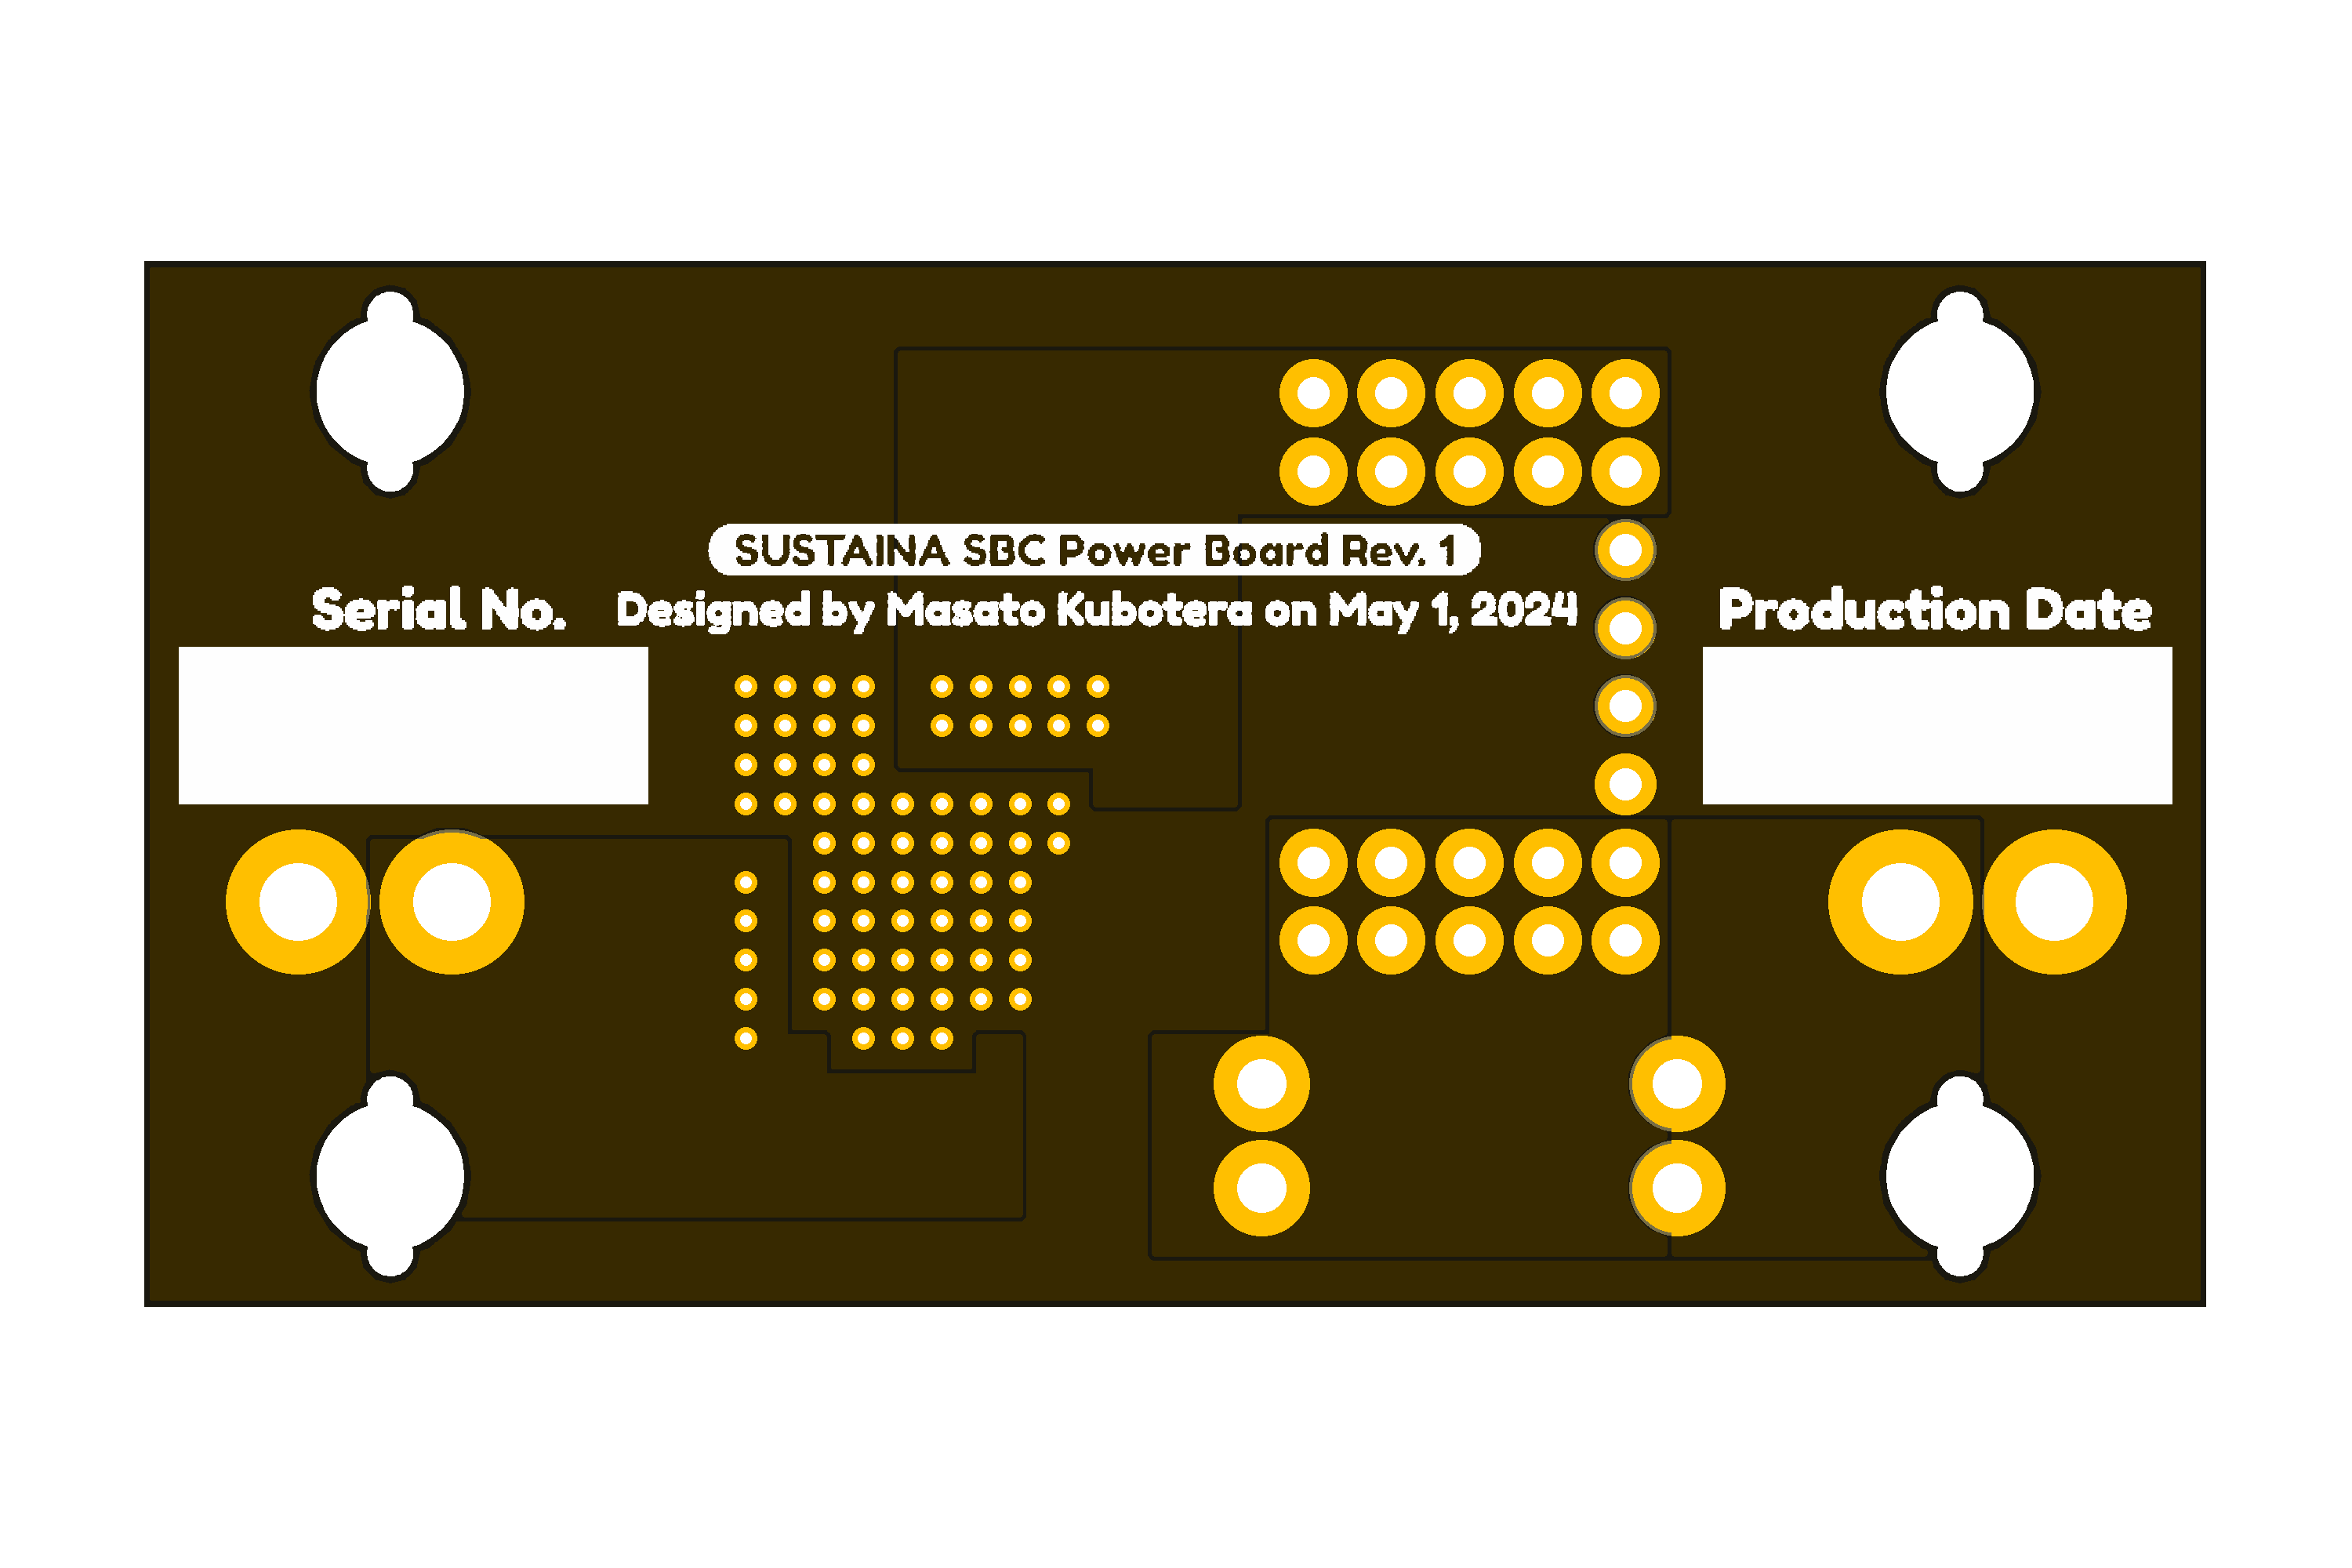 SUSTAINA SBC Power Board Rev. 1
Serial No.
Designed by Masato Kubotera on May 1, 2024
Production Date